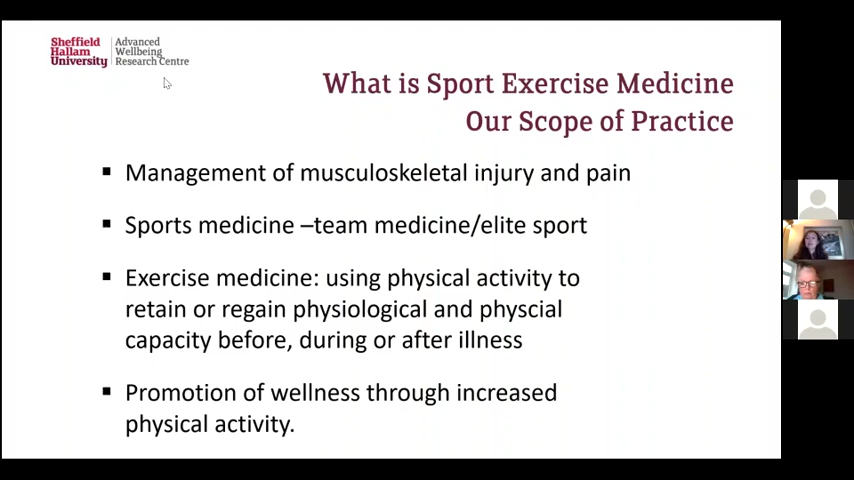 Sheffield
Hallam
University
Advanced
Wellbeing
Research Centre
What is Sport Exercise Medicine
Our Scope of Practice
▪ Management of musculoskeletal injury and pain
▪ Sports medicine –team medicine/elite sport
▪ Exercise medicine: using physical activity to
retain or regain physiological and physcial
capacity before, during or after illness
▪ Promotion of wellness through increased
physical activity.